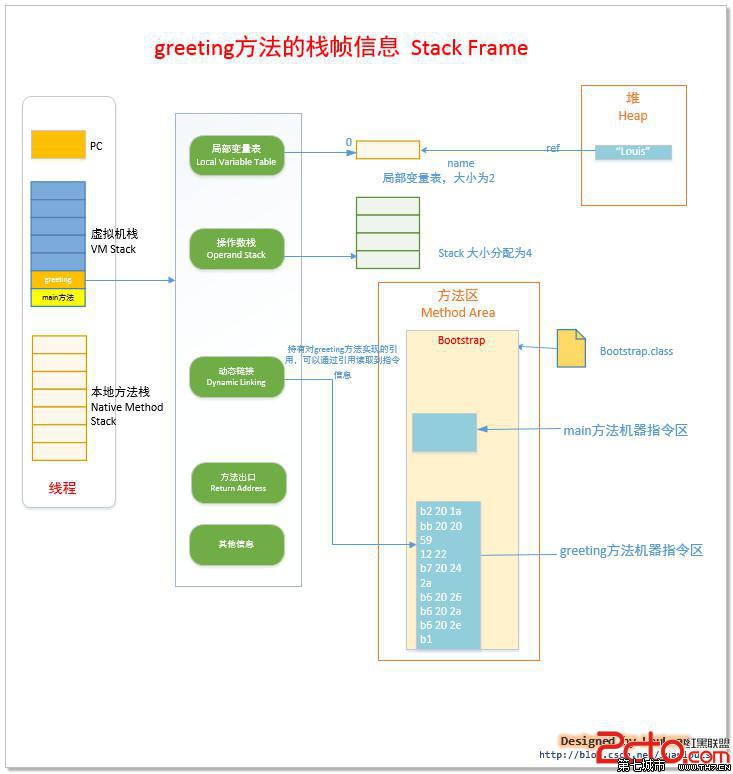 greeting方法的栈帧信息 Stack Frame
PC
虚拟机栈
VM Stack
greeting
main方法
本地方法栈
Native Method
Stack
线程
局部变量表
Local Variable Table
操作数栈
Operand Stack
动态链接
Dynamic Linking
方法出口
Return Address
其他信息
0
name
ref
局部变量表，大小为2
堆
Heap
“Louis”
Stack 大小分配为4
持有对greeting方法实现的引
用，可以通过引用读取到指令
信息
方法区
Method Area
Bootstrap
Bootstrap.class
main方法机器指令区
b2 20 1a
bb 20 20
59
12 22
b7 20 24
2a
b6 20 26
b6 20 2a
b6 20 2e
b1
greeting方法机器指令区
Designed by
2cto.com
红黑联盟
http://blog.csdn.net/
第七城市
WWW.TH7.CN